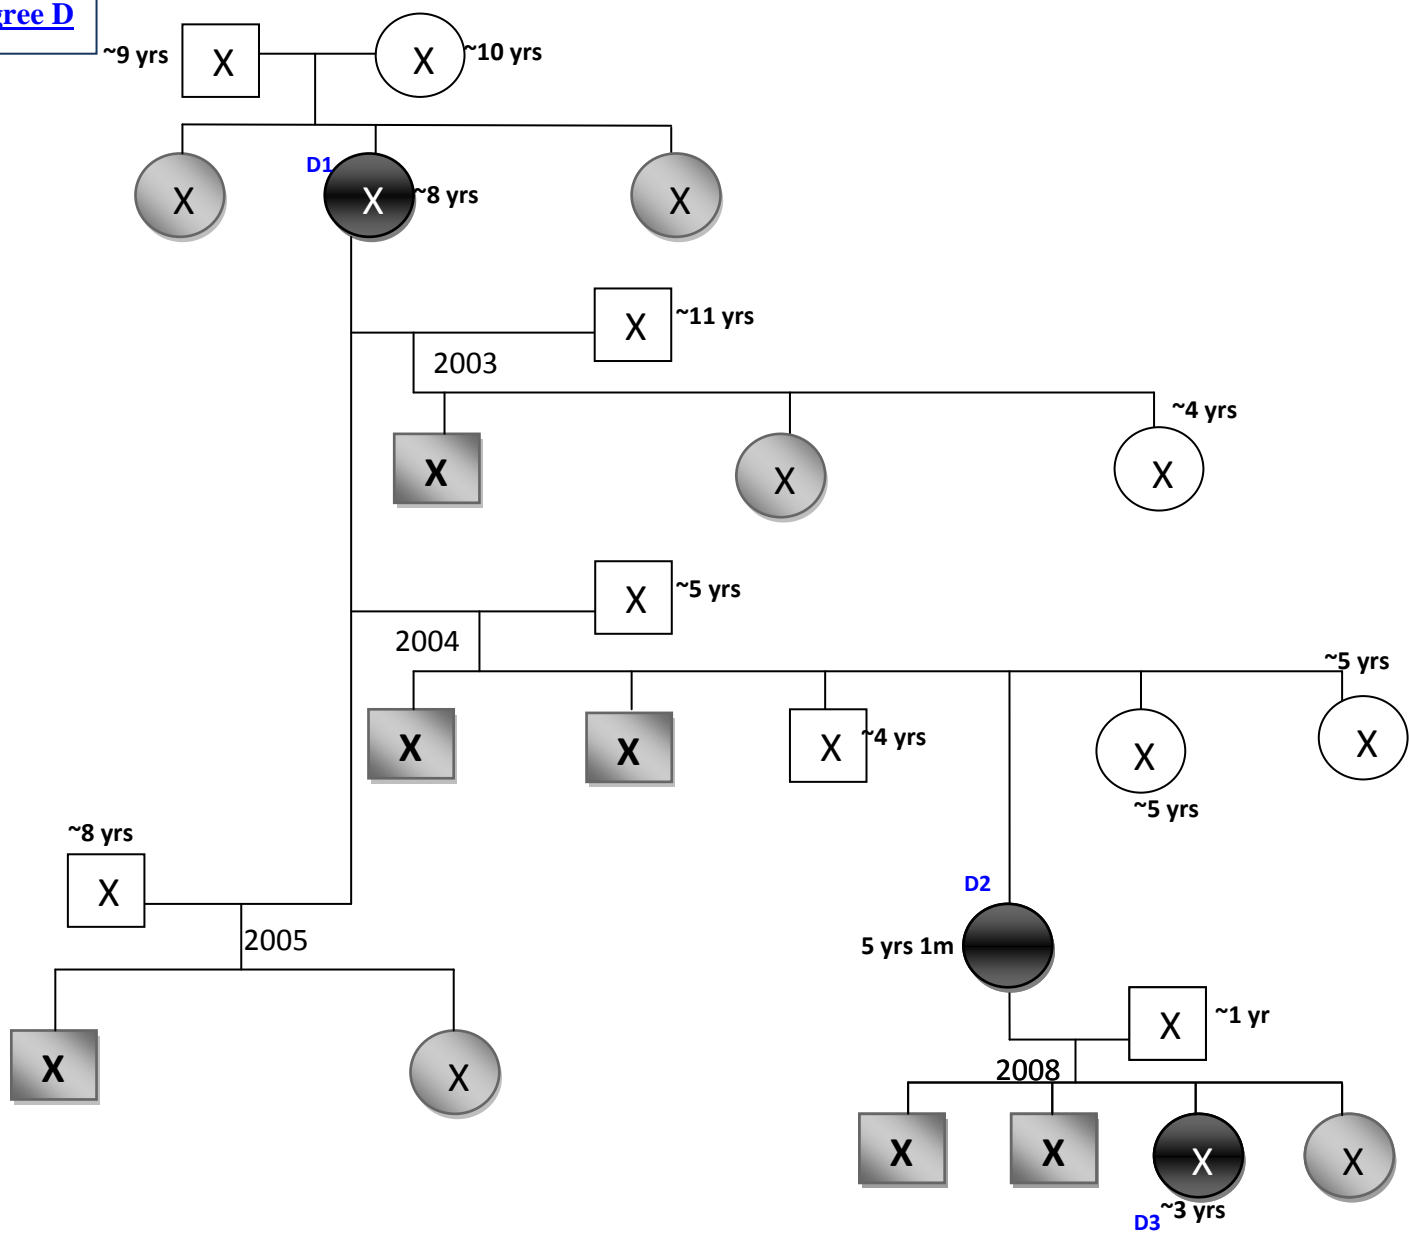 gree D
~9 yrs X X ~10 yrs
X D1 X ~8 yrs X
X ~11 yrs
2003
~4 yrs
X X X
X ~5 yrs
2004
~5 yrs
X X X ~4 yrs X X
~5 yrs
~8 yrs
X
D2
5 yrs 1m
2005
X ~1 yr
X X
2008
X X X X
D3 ~3 yrs